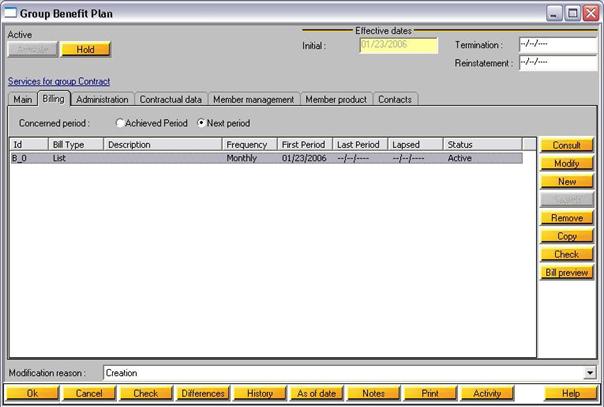 Group Benefit Plan
Active
Annule Hold
Effective dates
Initial : 01/23/2006 Termination : --/--/----
Reinstatement : --/--/----
Services for group Contract
Main Billing Administration Contractual data Member management Member product Contacts
Concerned period : Achieved Period Next period
Id Bill Type Description Frequency First Period Last Period Lapsed Status
B_0 List Monthly 01/23/2006 --/--/---- --/--/---- Active
Consult
Modify
New
Remove
Copy
Check
Bill preview
Modification reason : Creation
Ok Cancel Check Differences History As of date Notes Print Activity Help